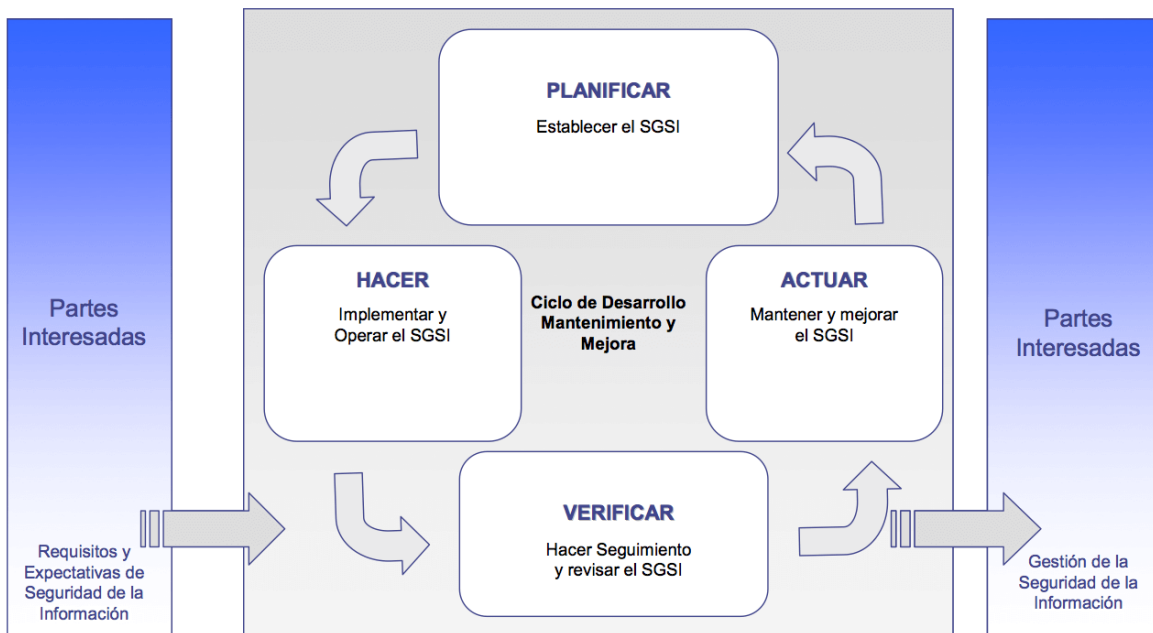 PLANIFICAR
Establecer el SGSI
HACER
Implementar y
Operar el SGSI
Ciclo de Desarrollo
Mantenimiento y
Mejora
ACTUAR
Mantener y mejorar
el SGSI
VERIFICAR
Hacer Seguimiento
y revisar el SGSI
Partes
Interesadas
Requisitos y
Expectativas de
Seguridad de la
Información
Partes
Interesadas
Gestión de la
Seguridad de la
Información